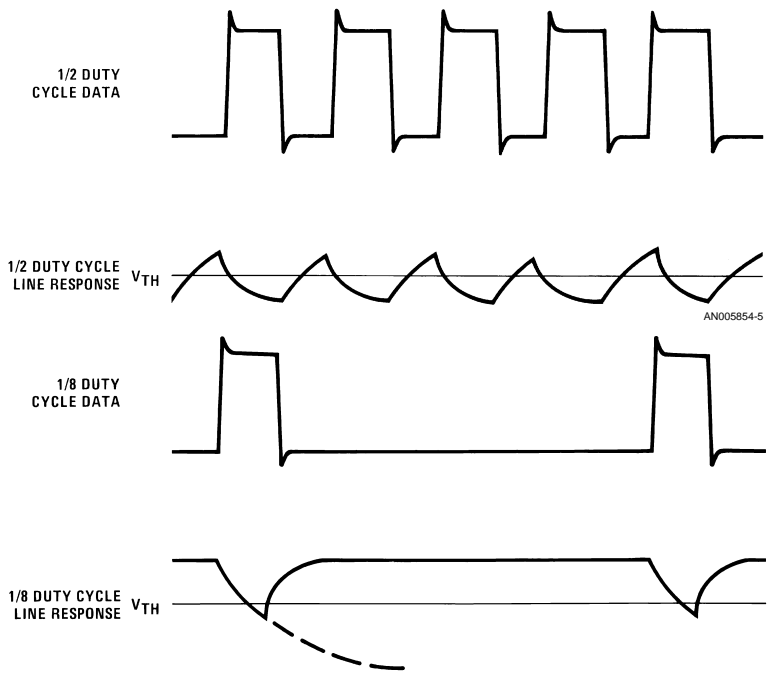 1/2 DUTY
CYCLE DATA
1/2 DUTY CYCLE
LINE RESPONSE
VTH
AN005854-5
1/8 DUTY
CYCLE DATA
1/8 DUTY CYCLE
LINE RESPONSE
VTH